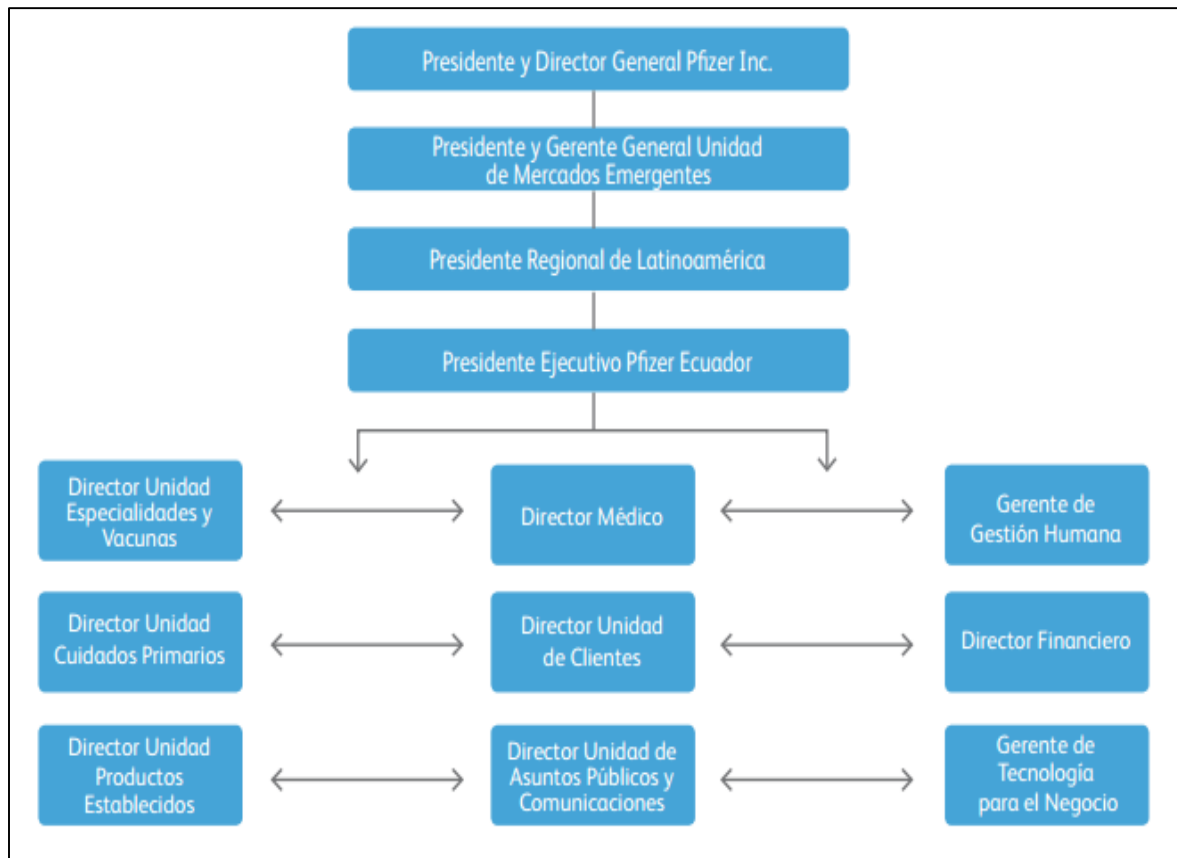 Presidente y Director General Pfizer Inc.
Presidente y Gerente General Unidad
de Mercados Emergentes
Presidente Regional de Latinoamérica
Presidente Ejecutivo Pfizer Ecuador
Director Unidad
Especialidades y
Vacunas
Director Médico
Gerente de
Gestión Humana
Director Unidad
Cuidados Primarios
Director Unidad
de Clientes
Director Financiero
Director Unidad
Productos
Establecidos
Director Unidad de
Asuntos Públicos y
Comunicaciones
Gerente de
Tecnología
para el Negocio